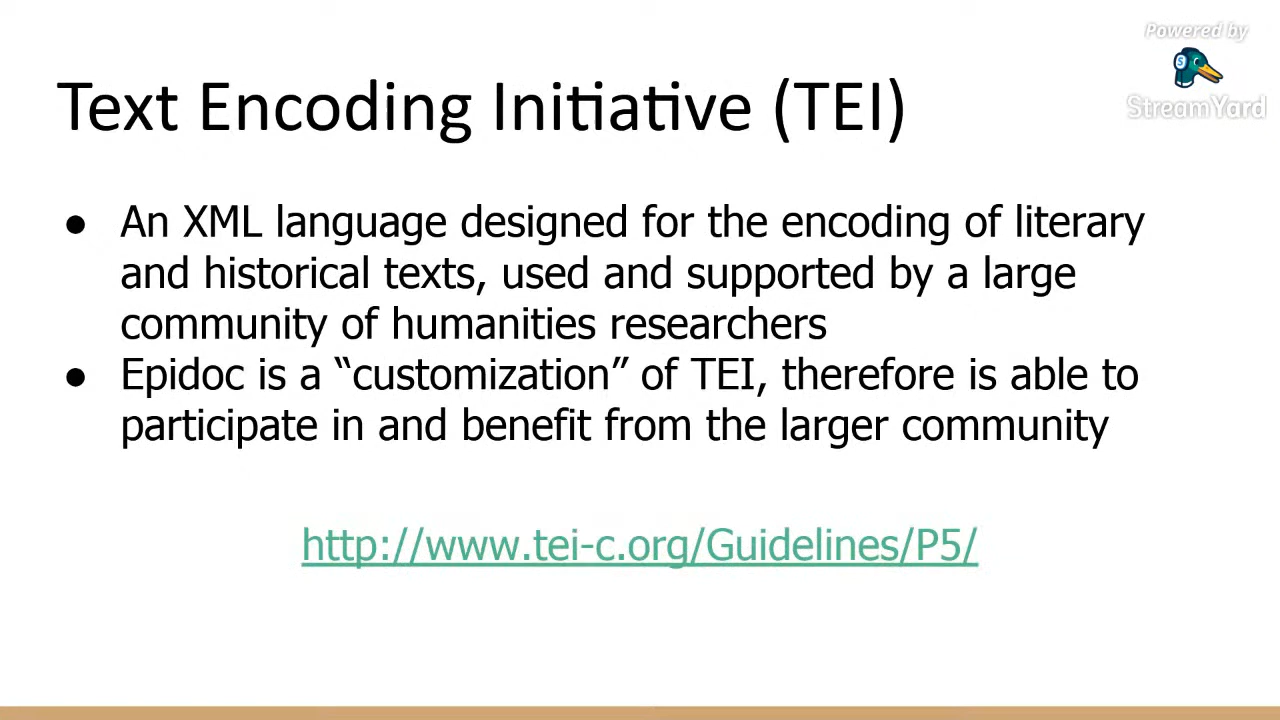 Powered by
StreamYard
Text Encoding Initiative (TEI)
● An XML language designed for the encoding of literary
and historical texts, used and supported by a large
community of humanities researchers
● Epidoc is a “customization” of TEI, therefore is able to
participate in and benefit from the larger community
http://www.tei-c.org/Guidelines/P5/